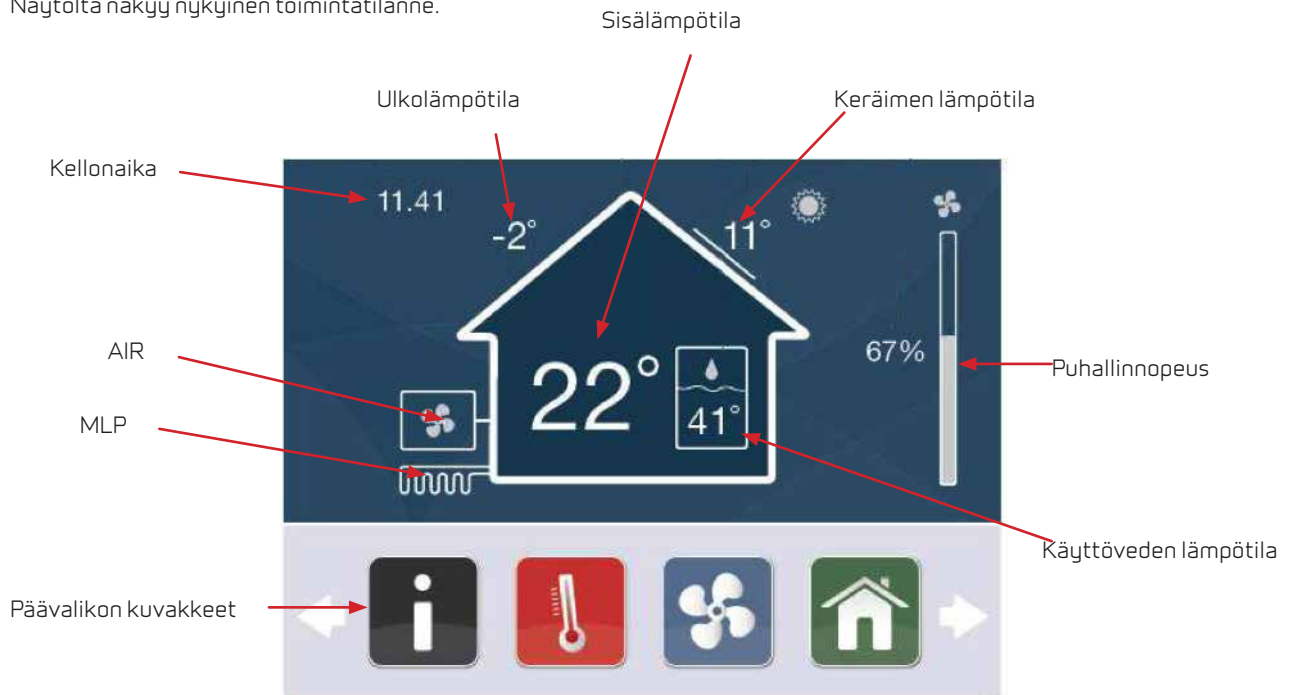 Näytöltä näkyy nykyinen toimintatilanne.
Sisälämpötila
Ulkolämpötila
Keräimen lämpötila
Kellonaika
11.41
-2°
11°
AIR
22°
67%
Puhallinnopeus
MLP
41°
Käyttöveden lämpötila
Päävalikon kuvakkeet